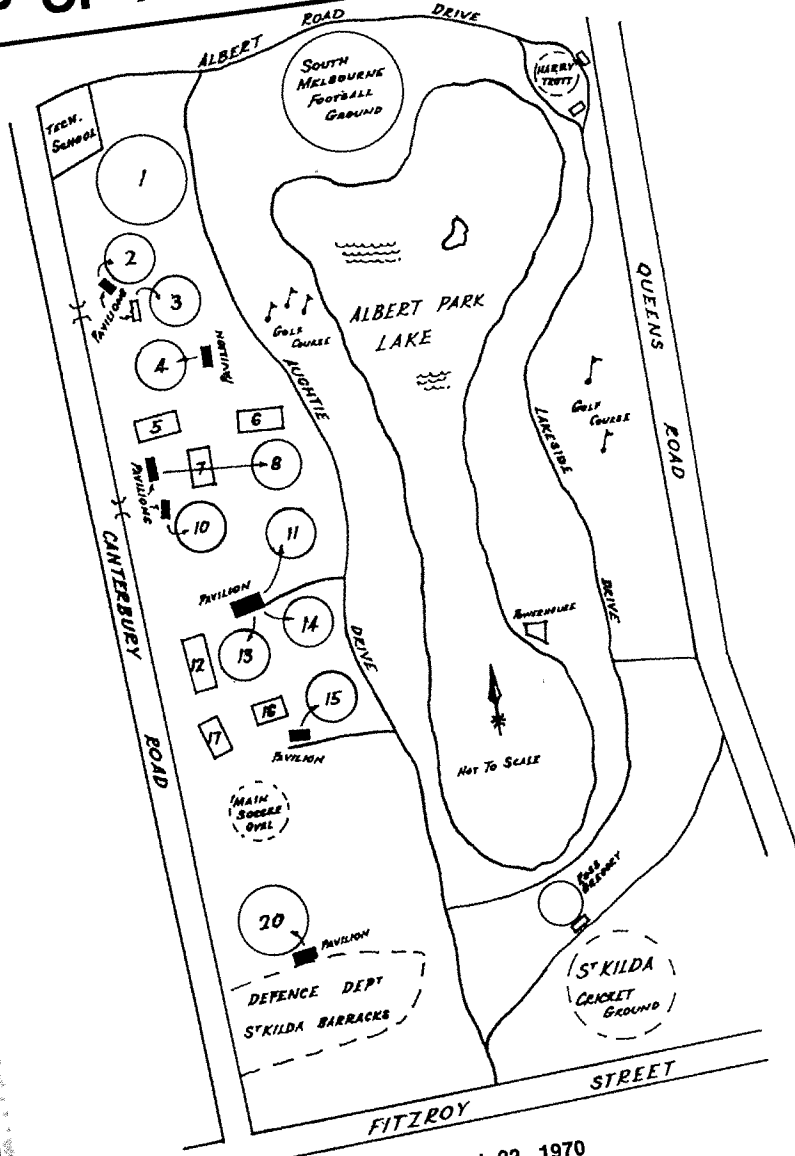 OF
ALBERT ROAD DRIVE
SOUTH
MELBOURNE
FOOTBALL
GROUND
HARRY
TROTT
TECH.
SCHOOL
1
2
3
PAVILIONS
4
PAVILION
GOLF
COURSE
ALBERT PARK
LAKE
QUEENS ROAD
GOLF
COURSE
AUGHTIE DRIVE
LAKESIDE DRIVE
5
6
7
8
PAVILIONS
10
11
CANTERBURY ROAD
PAVILION
12
13
14
POWERHOUSE
15
16
17
PAVILION
NOT TO SCALE
MAIN
SOCCER
OVAL
ROSS
GREGORY
20
PAVILION
DEFENCE DEPT
ST KILDA BARRACKS
ST KILDA
CRICKET
GROUND
FITZROY STREET
1970